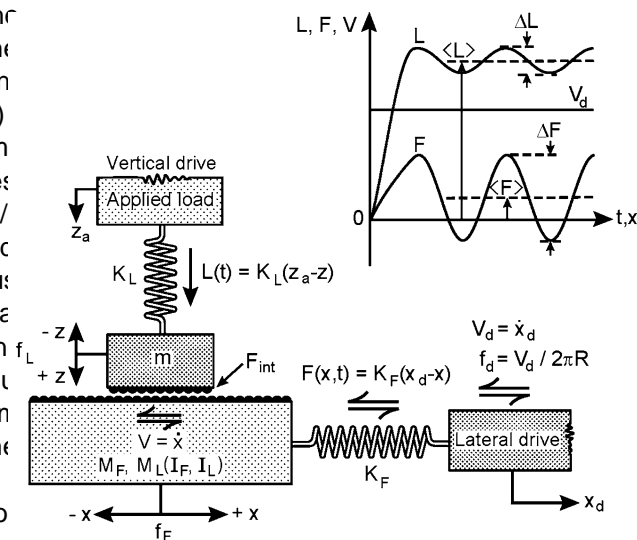 L, F, V
L
<L>
ΔL
V_d
F
ΔF
<F>
0
t,x
Vertical drive
Applied load
z_a
K_L
L(t) = K_L(z_a-z)
- z
f_L
+ z
m
F_int
V = ẋ
M_F, M_L(I_F, I_L)
- x
+ x
f_F
F(x,t) = K_F(x_d-x)
K_F
V_d = ẋ_d
f_d = V_d / 2πR
Lateral drive
x_d